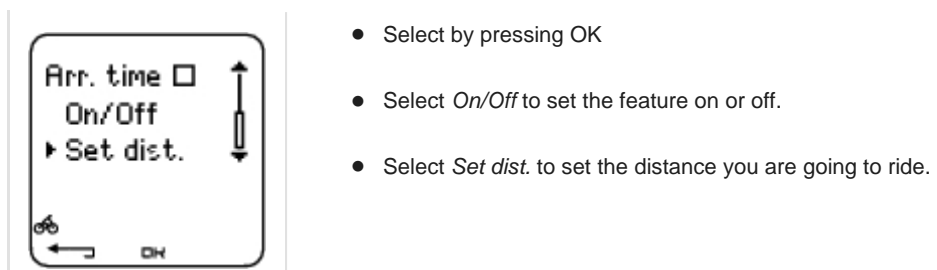 Arr. time
On/Off
Set dist.
OK
Select by pressing OK
Select On/Off to set the feature on or off.
Select Set dist. to set the distance you are going to ride.